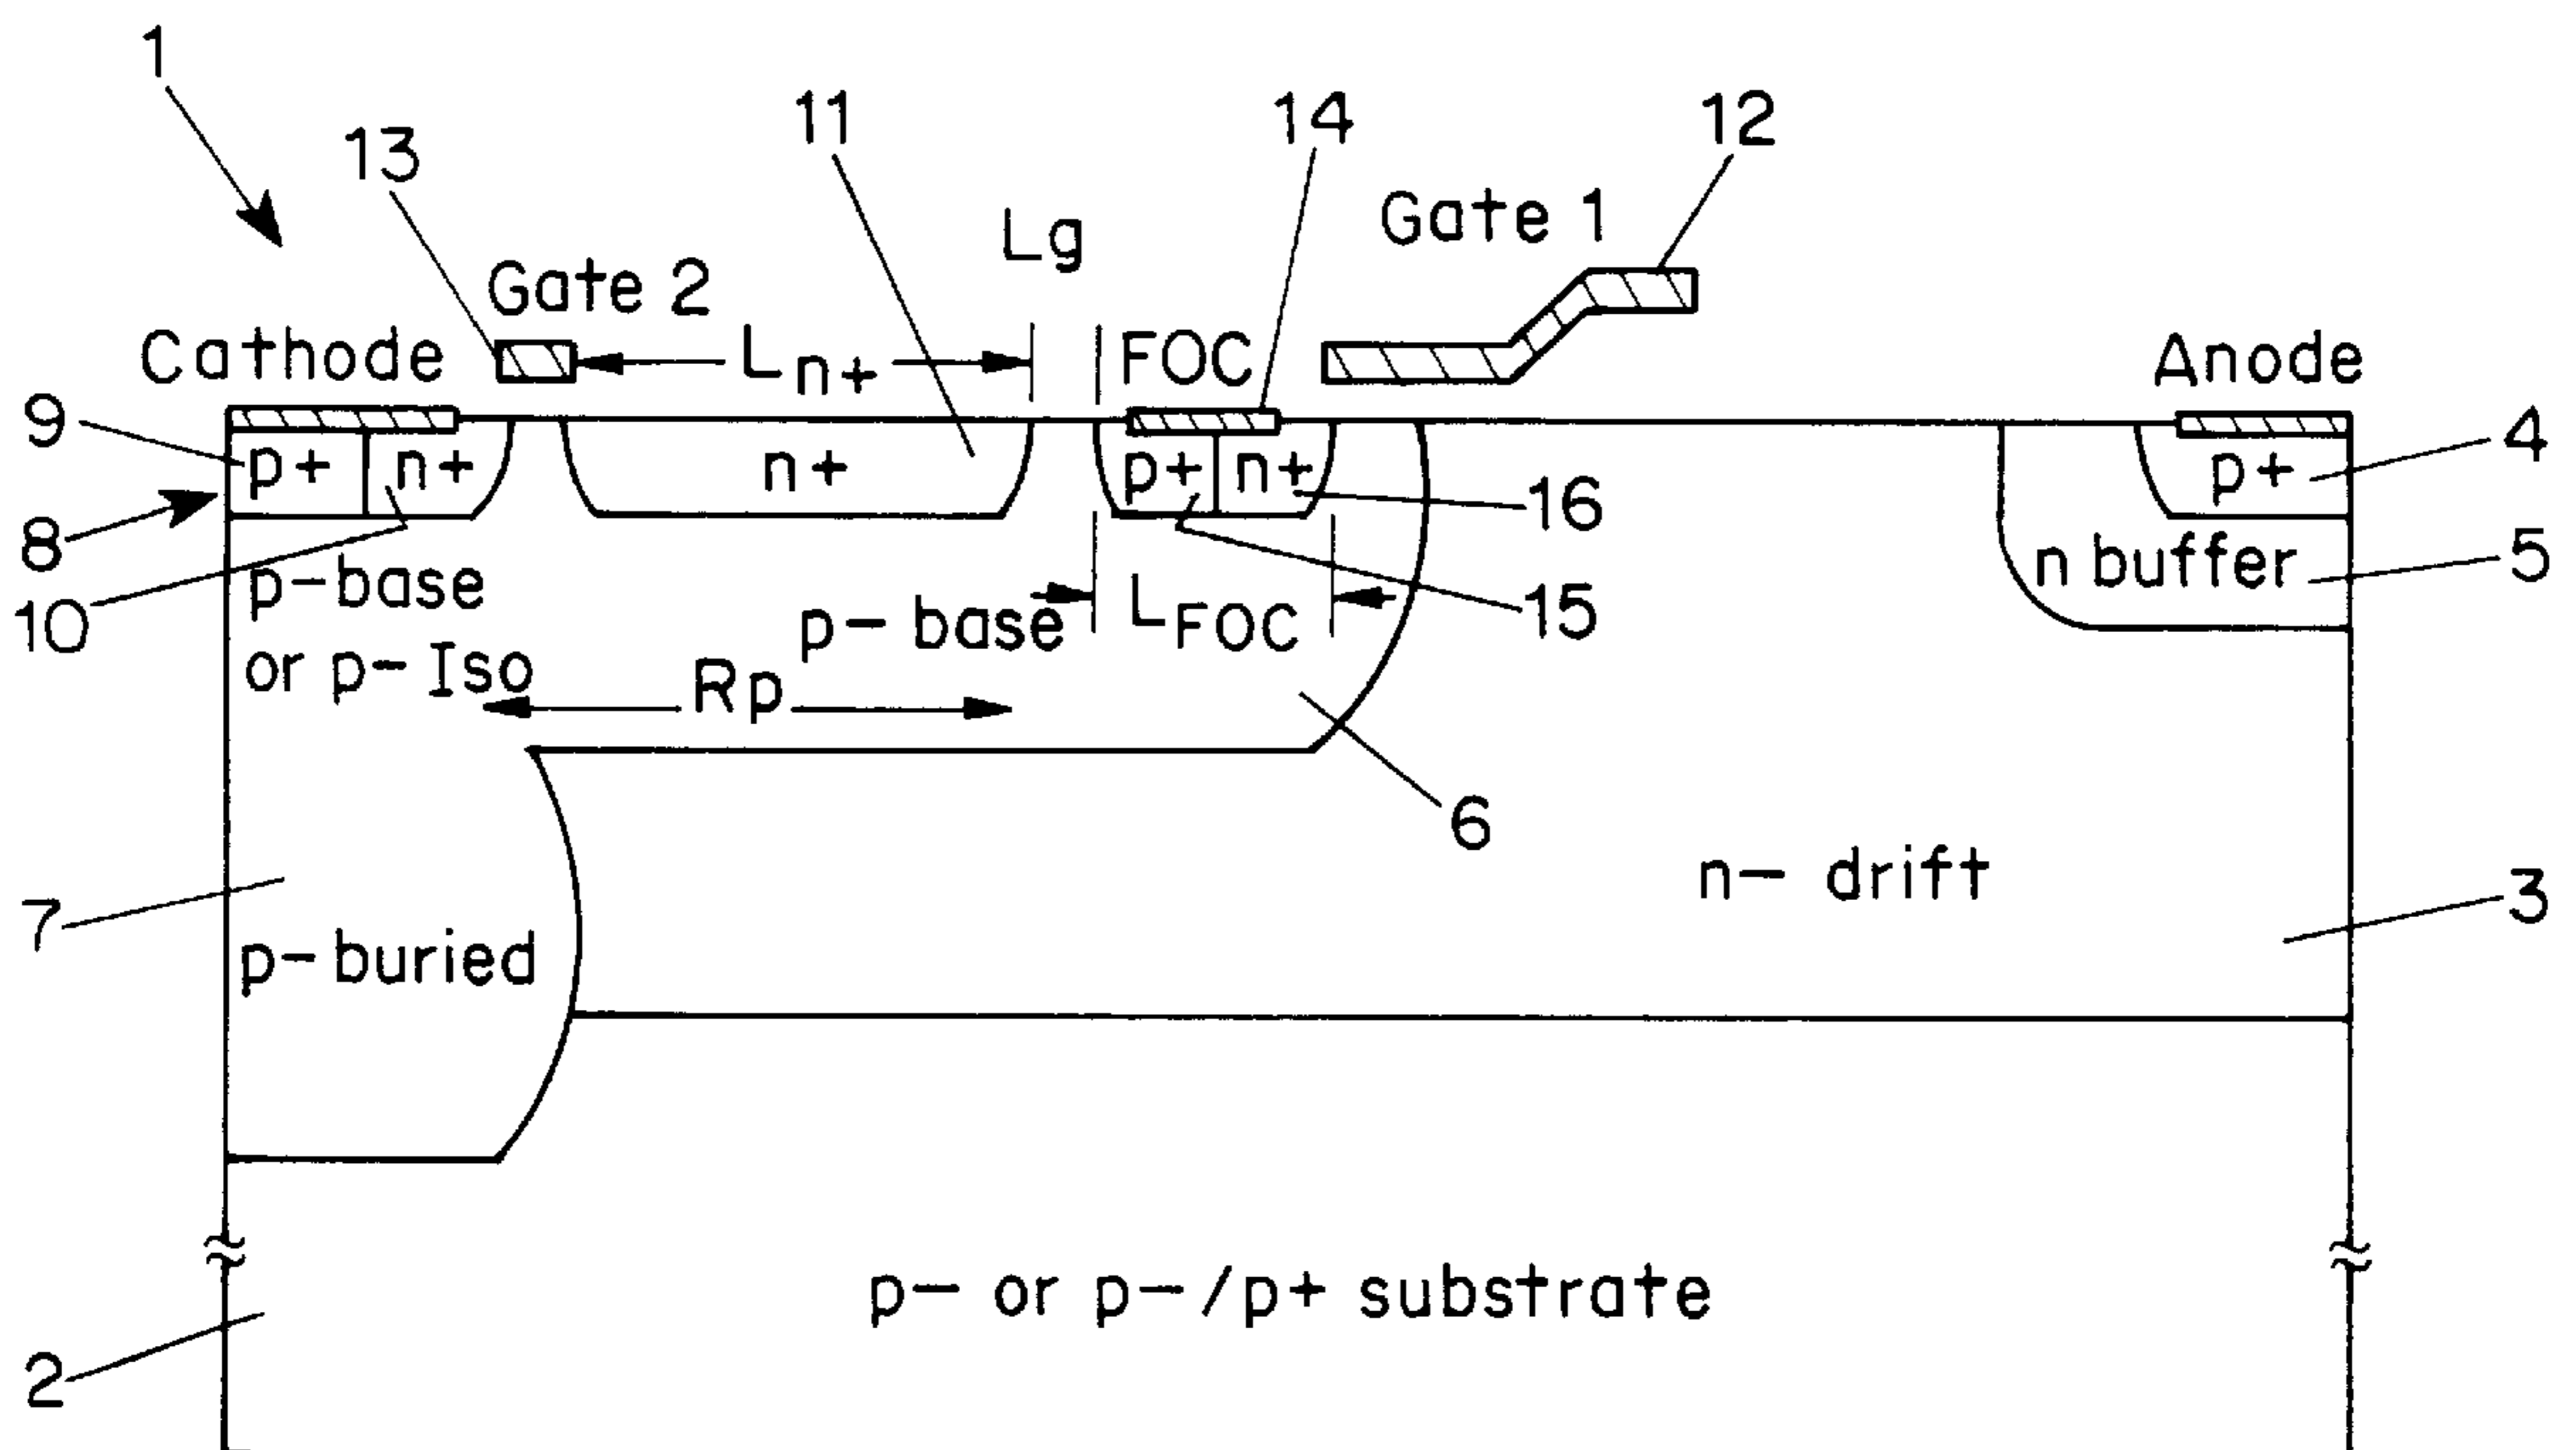 1
13
11
14
12
Lg
Gate 1
Gate 2
Cathode
Ln+
FOC
Anode
9
p+
n+
n+
p+
n+
p+
4
8
16
10
p-base
or p-Iso
p- base
LFOC
15
n buffer
5
Rp
6
7
n- drift
3
p-buried
p- or p-/p+ substrate
2